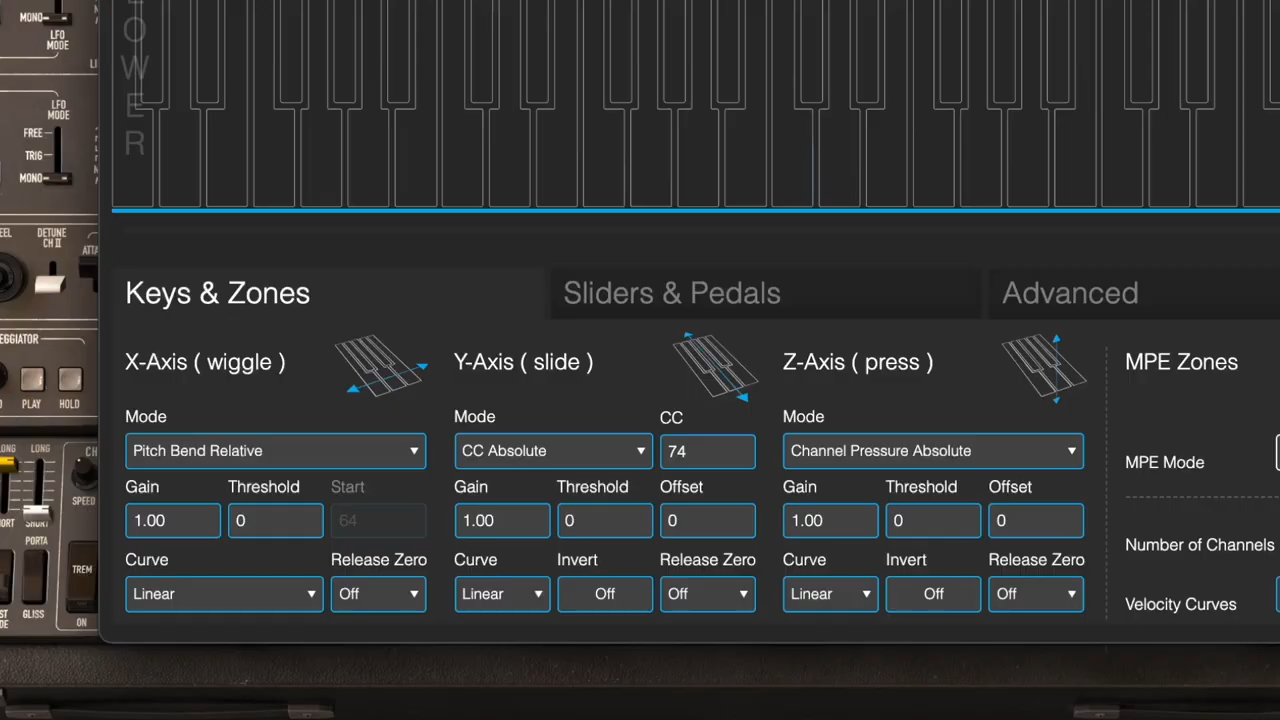 MONO
LFO
MODE
LOWER
LFO
MODE
FREE
TRIG
MONO
DETUNE
CH II
PLAY
HOLD
LONG
SPEED
SHORT
PORTA
TREM
GLISS
ON
Keys & Zones
Sliders & Pedals
Advanced
X-Axis ( wiggle )
Y-Axis ( slide )
Z-Axis ( press )
MPE Zones
Mode
Mode
CC
Mode
Pitch Bend Relative
CC Absolute
74
Channel Pressure Absolute
MPE Mode
Gain
Threshold
Start
Gain
Threshold
Offset
Gain
Threshold
Offset
1.00
0
64
1.00
0
0
1.00
0
0
Number of Channels
Curve
Release Zero
Curve
Invert
Release Zero
Curve
Invert
Release Zero
Linear
Off
Linear
Off
Off
Linear
Off
Off
Velocity Curves